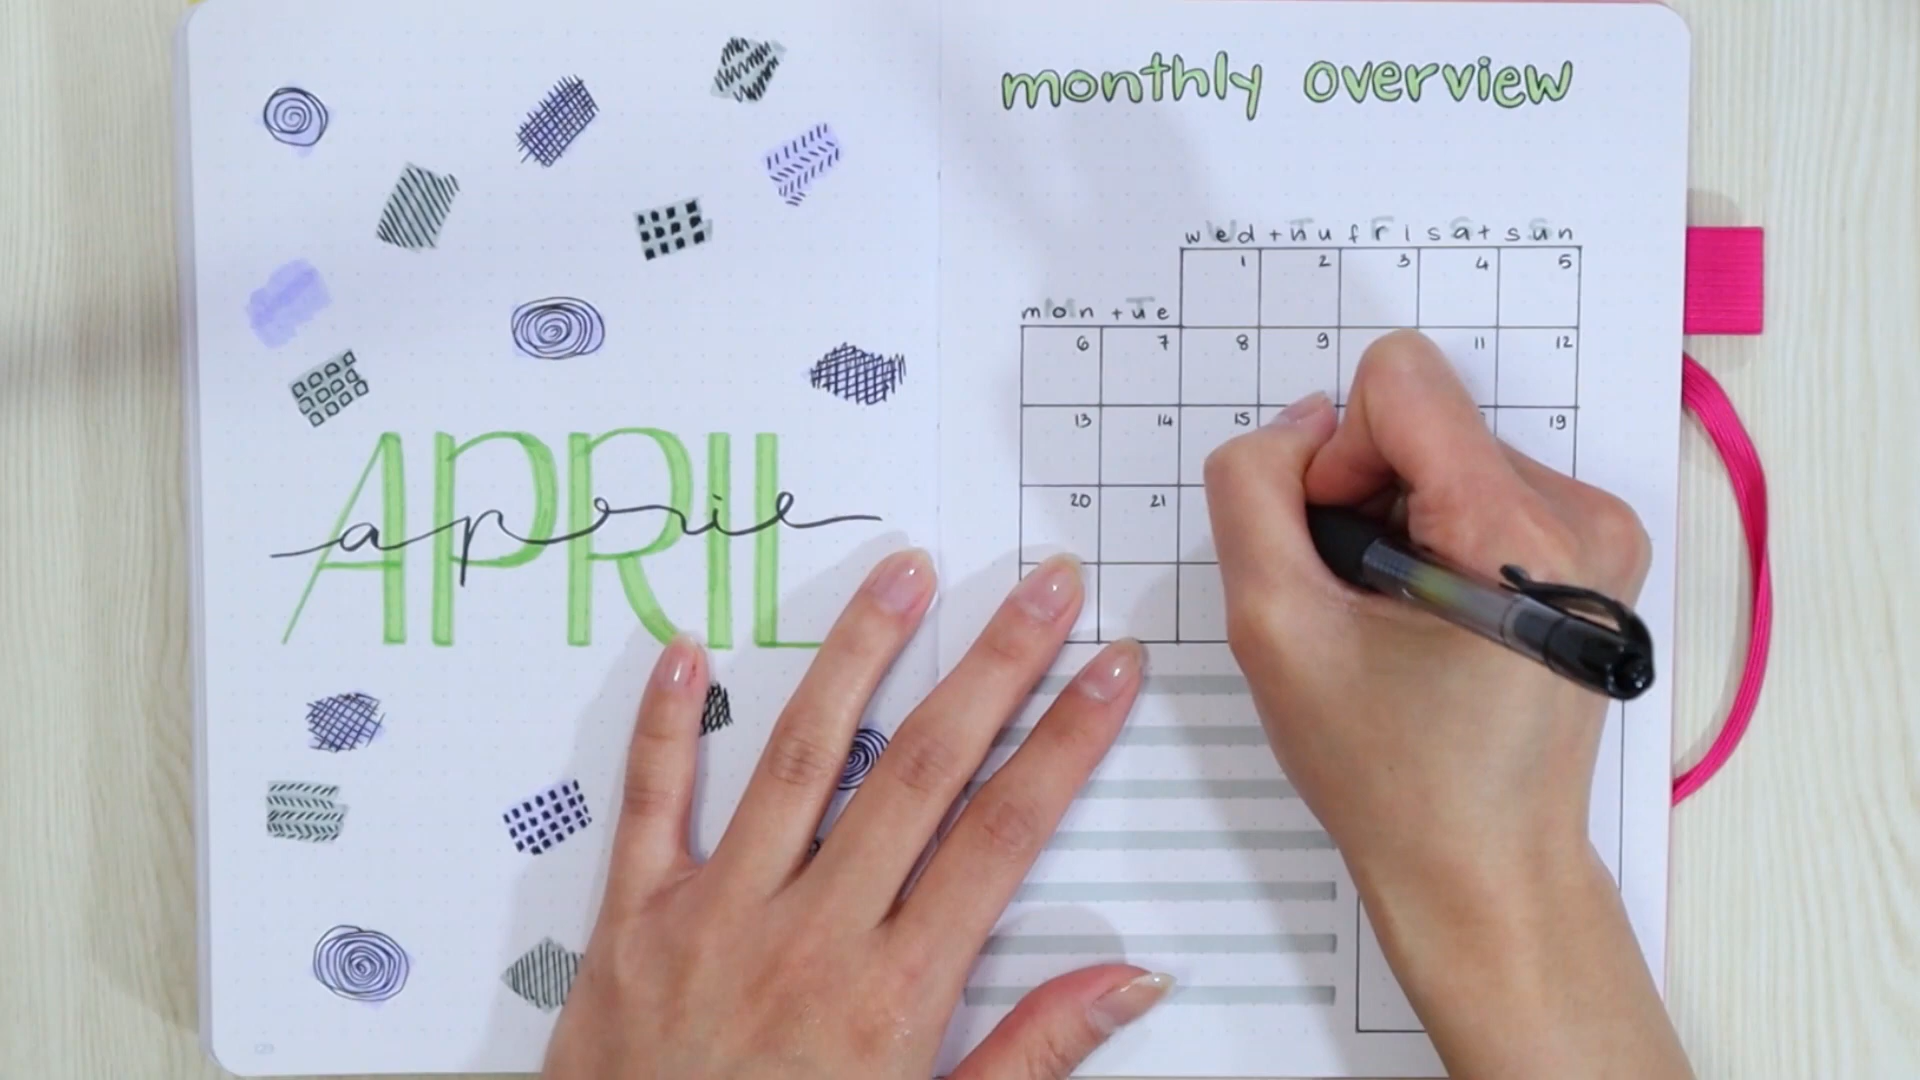 APRIL
april
monthly overview
wed thu fri sat sun
1 2 3 4 5
mon tue
6 7 8 9 11 12
13 14 15 19
20 21